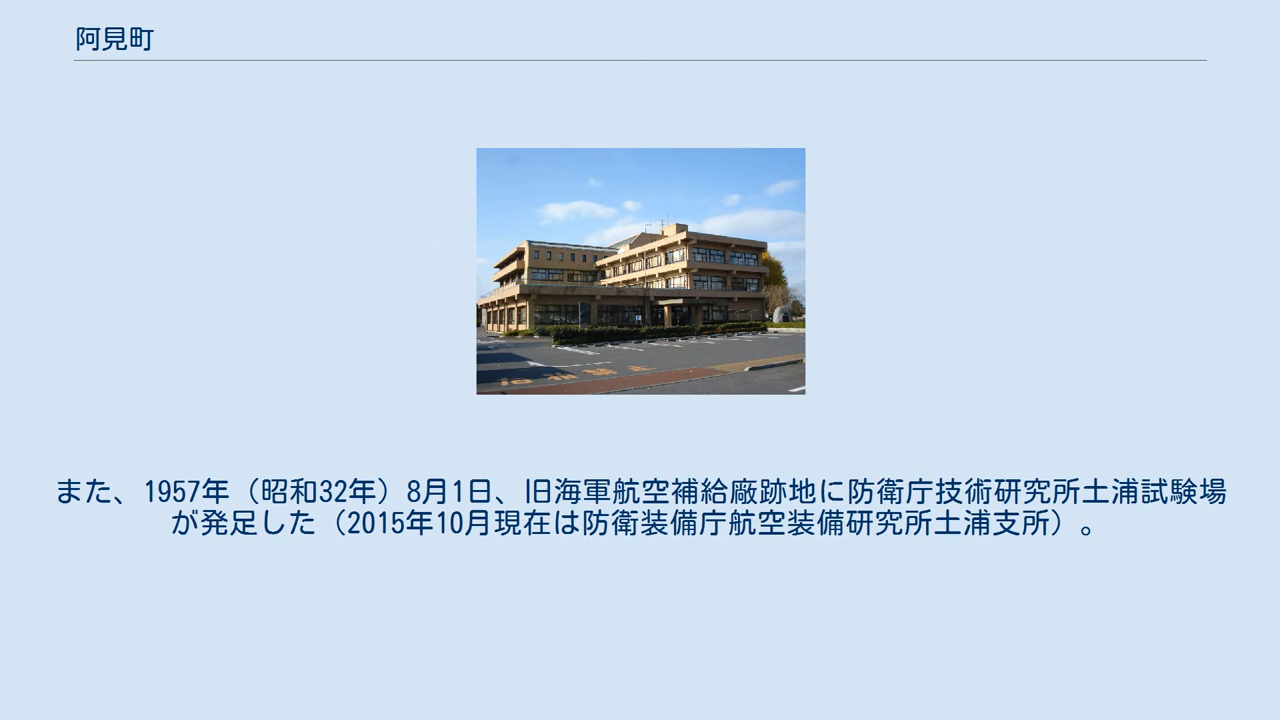 阿見町
また、1957年（昭和32年）8月1日、旧海軍航空補給廠跡地に防衛庁技術研究所土浦試験場
が発足した（2015年10月現在は防衛装備庁航空装備研究所土浦支所）。